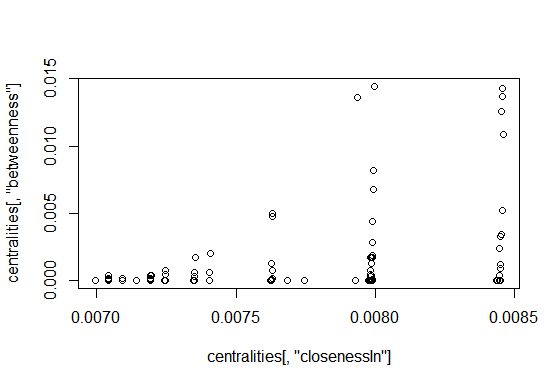 centralities[, "betweenness"]
0.015
0.010
0.005
0.000
0.0070 0.0075 0.0080 0.0085
centralities[, "closenessIn"]